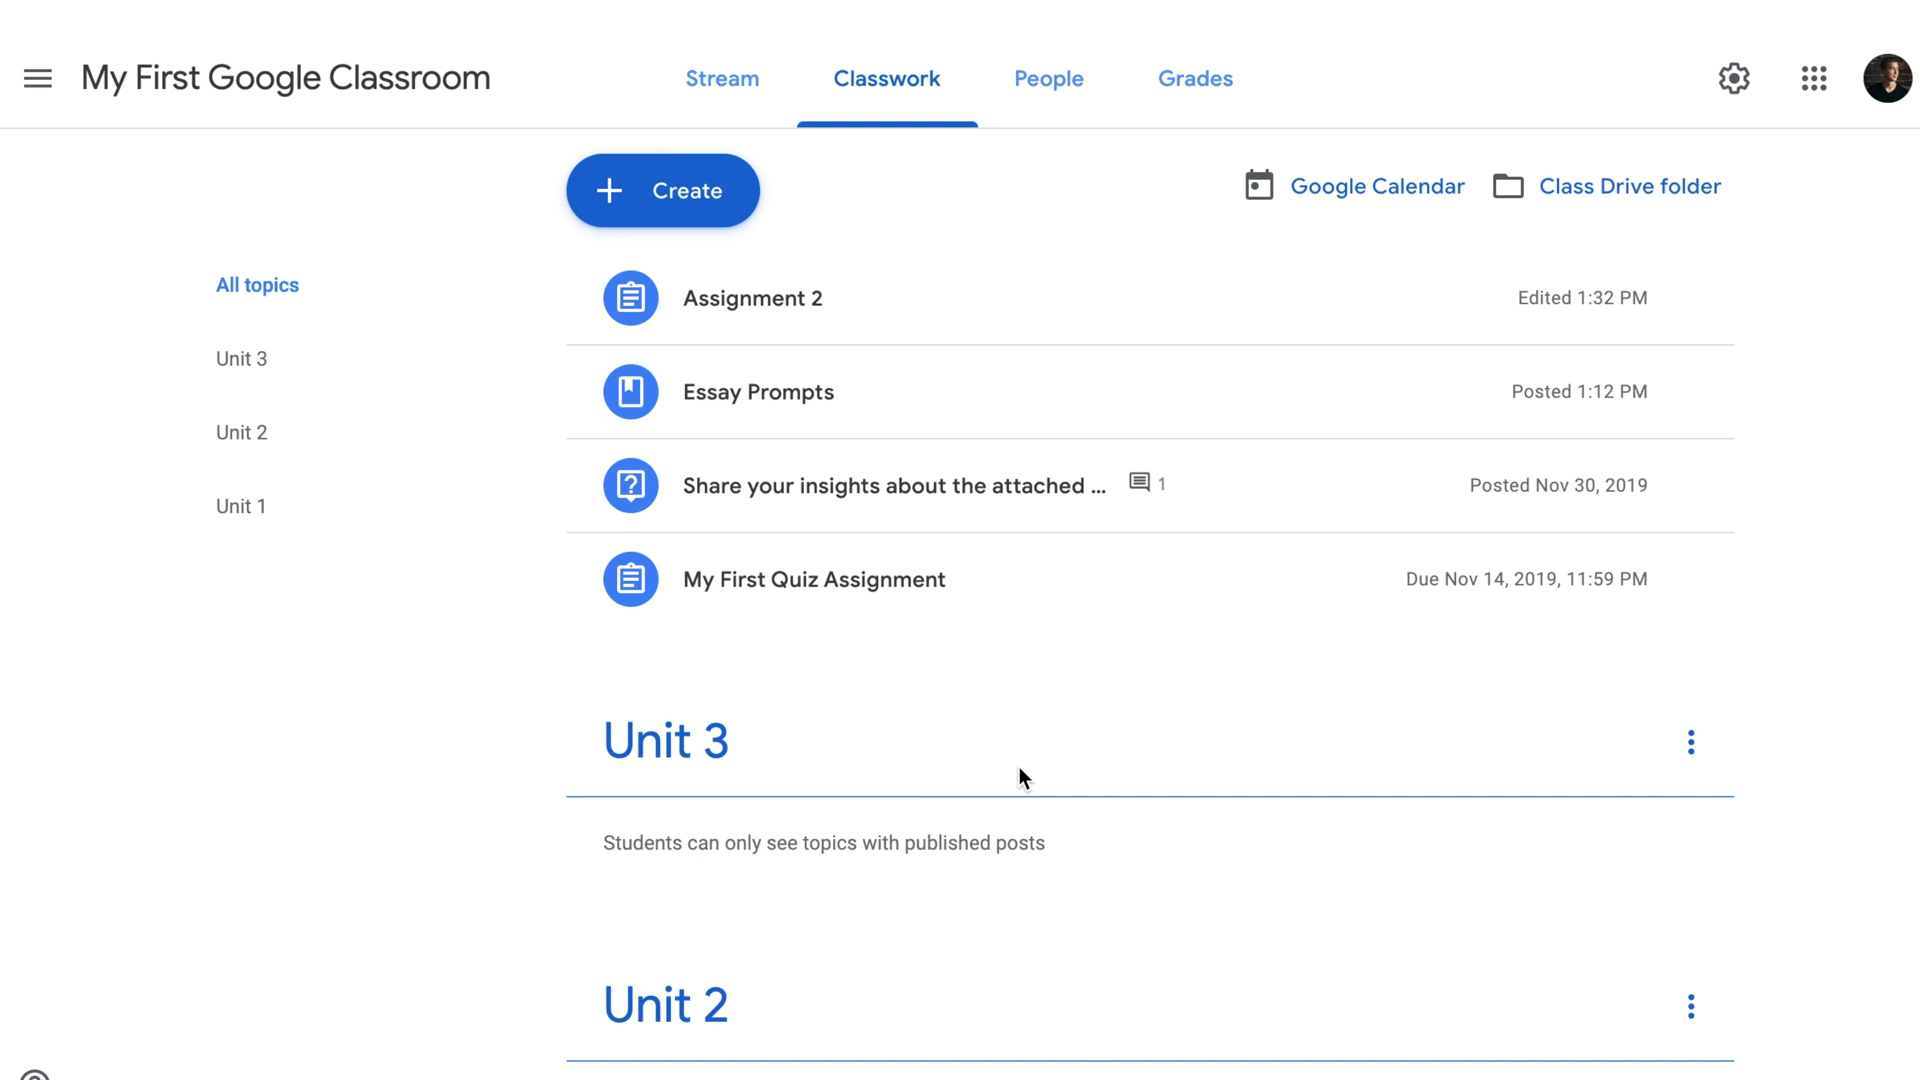 My First Google Classroom
Stream
Classwork
People
Grades
Create
Google Calendar
Class Drive folder
All topics
Unit 3
Unit 2
Unit 1
Assignment 2
Edited 1:32 PM
Essay Prompts
Posted 1:12 PM
Share your insights about the attached ...
1
Posted Nov 30, 2019
My First Quiz Assignment
Due Nov 14, 2019, 11:59 PM
Unit 3
Students can only see topics with published posts
Unit 2